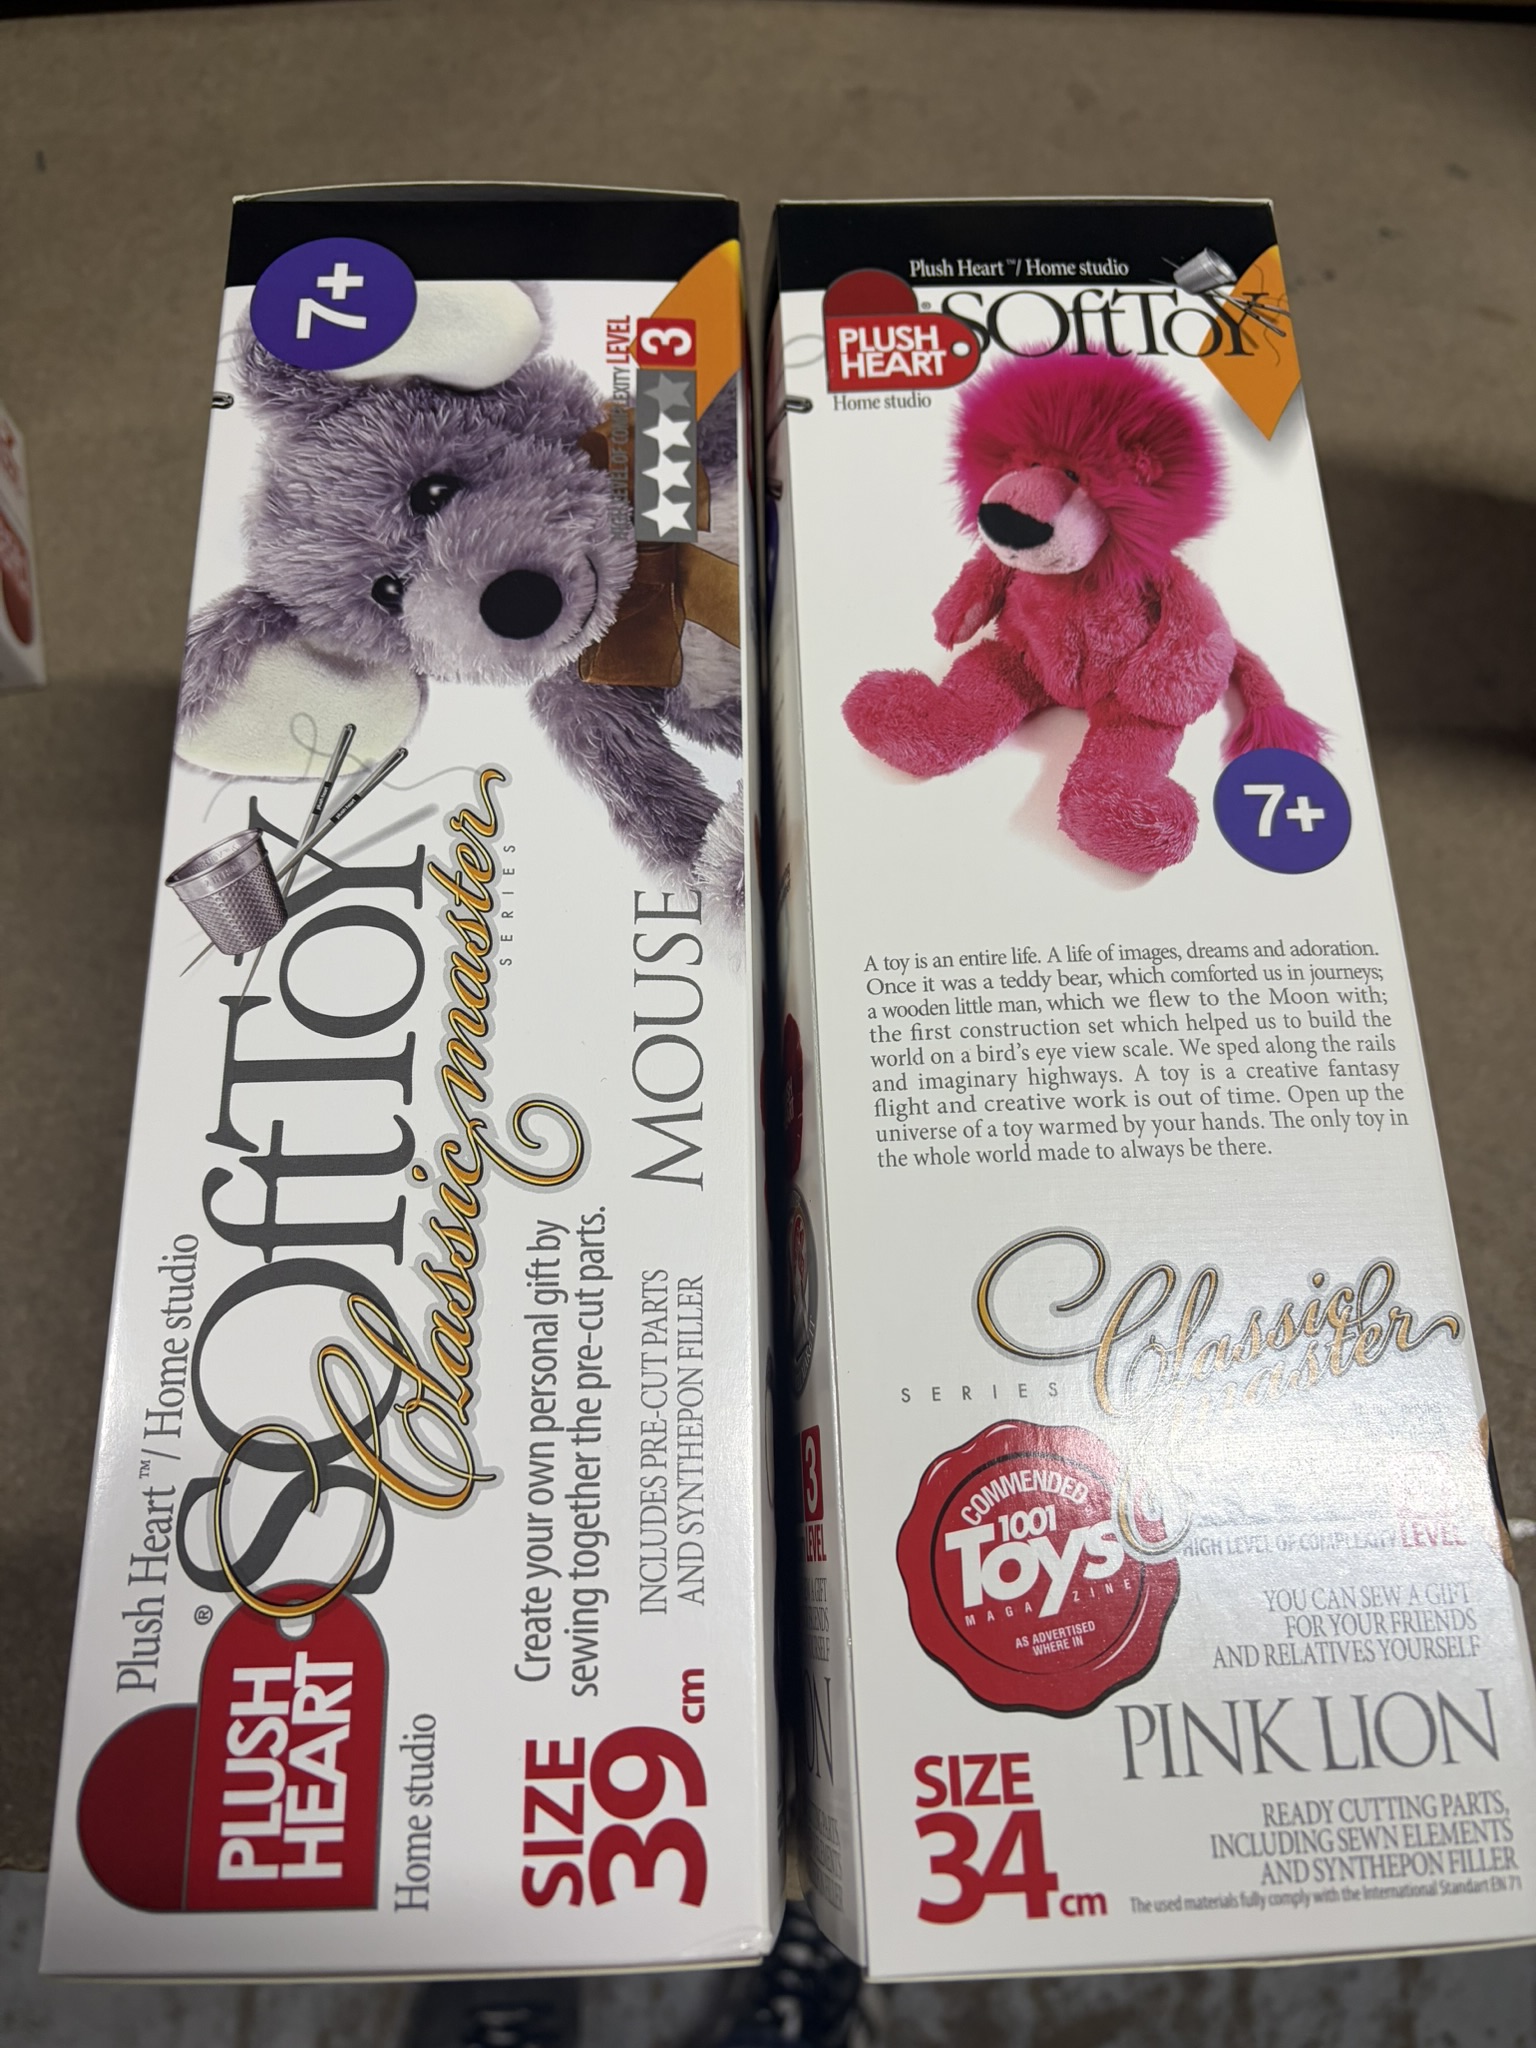 7+
HIGH LEVEL OF COMPLEXITY LEVEL
3
Plush Heart™/ Home studio
SOftTOY
Classic master
SERIES
MOUSE
®
PLUSH
HEART
Home studio
Create your own personal gift by
sewing together the pre-cut parts.
INCLUDES PRE-CUT PARTS
AND SYNTHEPON FILLER
SIZE
39
cm
Plush Heart™/ Home studio
PLUSH
HEART
®
SOftTOY
Home studio
7+
A toy is an entire life. A life of images, dreams and adoration.
Once it was a teddy bear, which comforted us in journeys;
a wooden little man, which we flew to the Moon with;
the first construction set which helped us to build the
world on a bird's eye view scale. We sped along the rails
and imaginary highways. A toy is a creative fantasy
flight and creative work is out of time. Open up the
universe of a toy warmed by your hands. The only toy in
the whole world made to always be there.
Classic
master
SERIES
COMMENDED
1001
Toys
MAGAZINE
AS ADVERTISED
WHERE IN
HIGH LEVEL OF COMPLEXITY LEVEL
YOU CAN SEW A GIFT
FOR YOUR FRIENDS
AND RELATIVES YOURSELF
PINK LION
SIZE
34 cm
READY CUTTING PARTS,
INCLUDING SEWN ELEMENTS
AND SYNTHEPON FILLER
The used materials fully comply with the International Standart EN 71
3
LEVEL